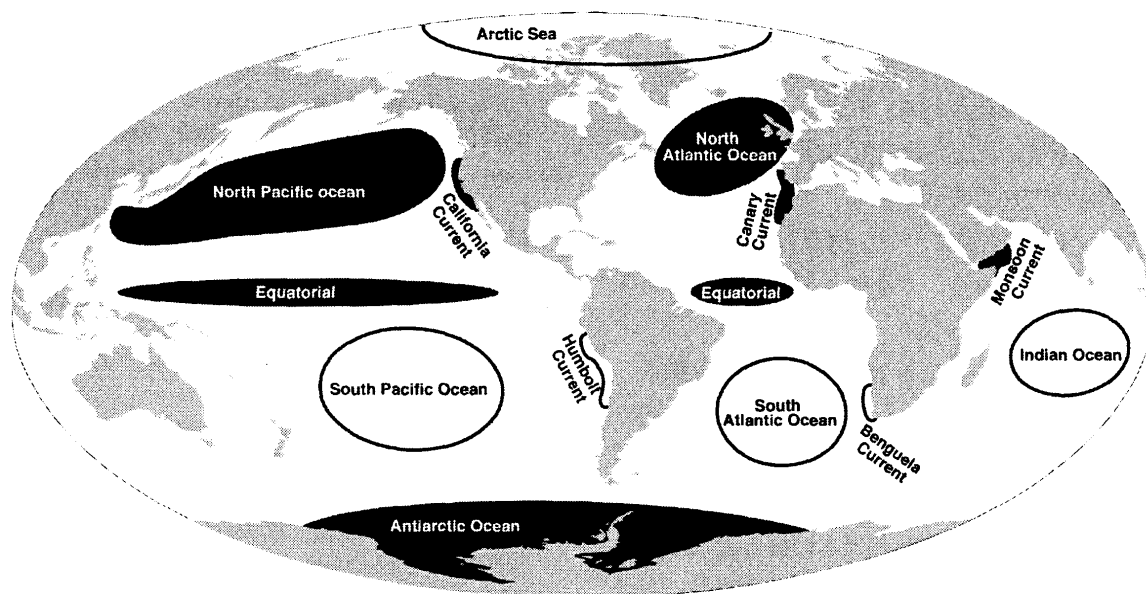 Arctic Sea
North
Atlantic Ocean
North Pacific ocean
California
Current
Canary
Current
Monsoon
Current
Equatorial
Equatorial
Humbolt
Current
Indian Ocean
South Pacific Ocean
South
Atlantic Ocean
Benguela
Current
Antiarctic Ocean